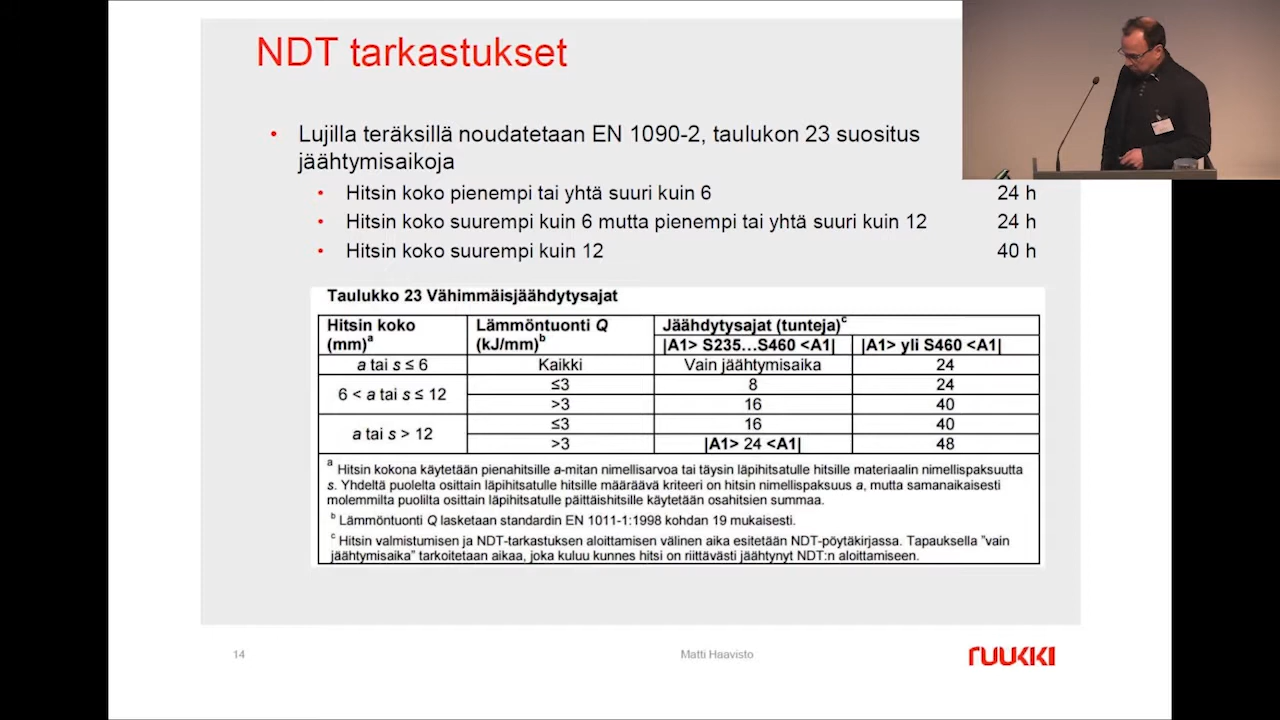 NDT tarkastukset
• Lujilla teräksillä noudatetaan EN 1090-2, taulukon 23 suositus
jäähtymisaikoja
• Hitsin koko pienempi tai yhtä suuri kuin 6 24 h
• Hitsin koko suurempi kuin 6 mutta pienempi tai yhtä suuri kuin 12 24 h
• Hitsin koko suurempi kuin 12 40 h
Taulukko 23 Vähimmäisjäähdytysajat
Hitsin koko (mm)a Lämmöntuonti Q (kJ/mm)b Jäähdytysajat (tunteja)c
|A1> S235…S460 <A1| |A1> yli S460 <A1|
a tai s ≤ 6 Kaikki Vain jäähtymisaika 24
6 < a tai s ≤ 12 ≤3 8 24
>3 16 40
a tai s > 12 ≤3 16 40
>3 |A1> 24 <A1| 48
a Hitsin kokona käytetään pienahitsille a-mitan nimellisarvoa tai täysin läpihitsatulle hitsille materiaalin nimellispaksuutta
s. Yhdeltä puolelta osittain läpihitsatulle hitsille määräävä kriteeri on hitsin nimellispaksuus a, mutta samanaikaisesti
molemmilta puolilta osittain läpihitsatulle päittäishitsille käytetään osahitsien summaa.
b Lämmöntuonti Q lasketaan standardin EN 1011-1:1998 kohdan 19 mukaisesti.
c Hitsin valmistumisen ja NDT-tarkastuksen aloittamisen välinen aika esitetään NDT-pöytäkirjassa. Tapauksella "vain
jäähtymisaika" tarkoitetaan aikaa, joka kuluu kunnes hitsi on riittävästi jäähtynyt NDT:n aloittamiseen.
14 Matti Haavisto RUUKKI